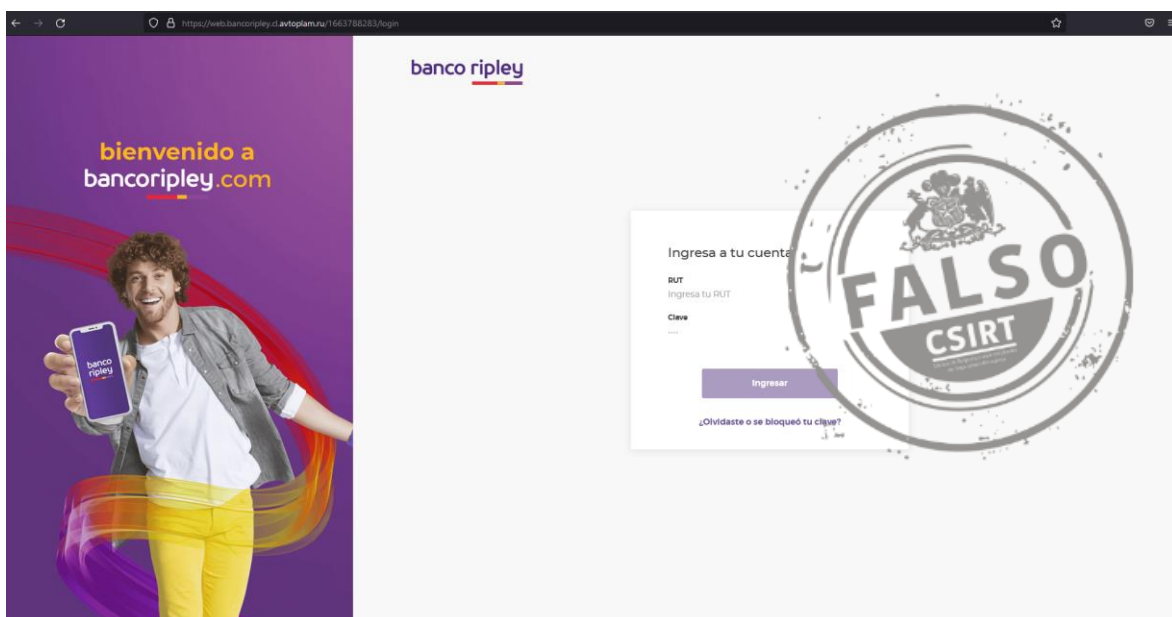 https://web.bancoripley.cl.avtoplam.ru/1663788283/login
banco ripley
bienvenido a
bancoripley.com
banco
ripley
Ingresa a tu cuenta
RUT
ingresa tu RUT
Clave
Ingresar
¿Olvidaste o se bloqueó tu clave?
FALSO
CSIRT